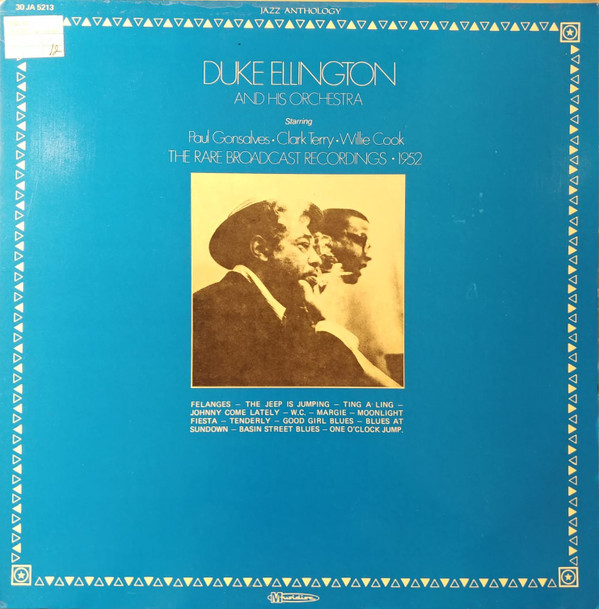 30 JA 5213
JAZZ ANTHOLOGY
12
DUKE ELLINGTON
AND HIS ORCHESTRA
Starring
Paul Gonsalves • Clark Terry • Willie Cook
THE RARE BROADCAST RECORDINGS • 1952
FELANGES – THE JEEP IS JUMPING – TING A LING –
JOHNNY COME LATELY – W.C. – MARGIE – MOONLIGHT
FIESTA – TENDERLY – GOOD GIRL BLUES – BLUES AT
SUNDOWN – BASIN STREET BLUES – ONE O'CLOCK JUMP.
Musidisc